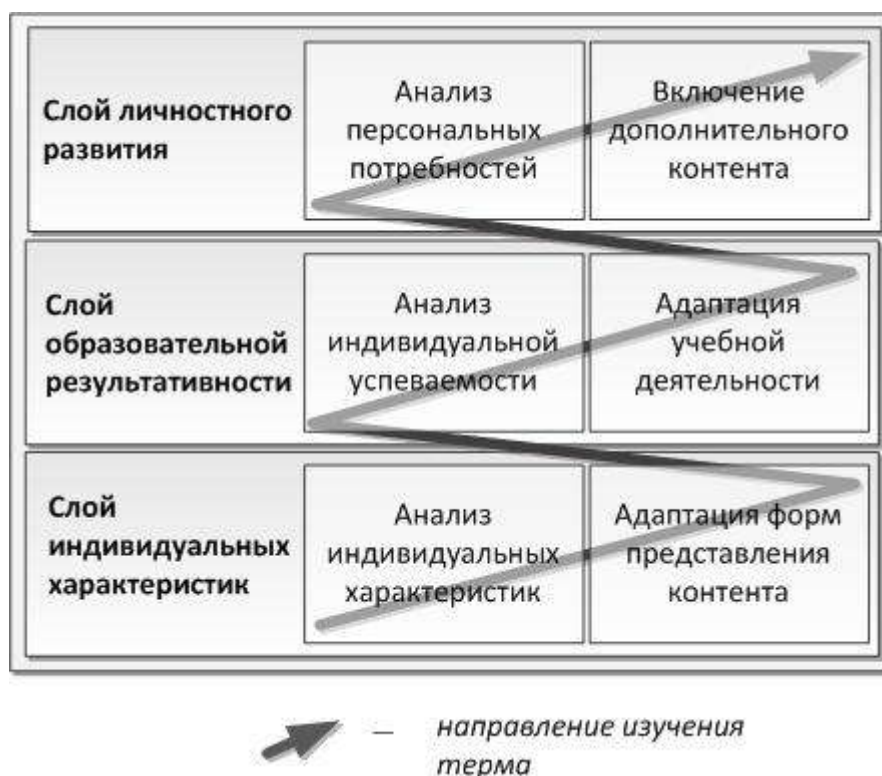 Слой личностного
развития
Анализ
персональных
потребностей
Включение
дополнительного
контента
Слой
образовательной
результативности
Анализ
индивидуальной
успеваемости
Адаптация
учебной
деятельности
Слой
индивидуальных
характеристик
Анализ
индивидуальных
характеристик
Адаптация форм
представления
контента
— направление изучения
терма